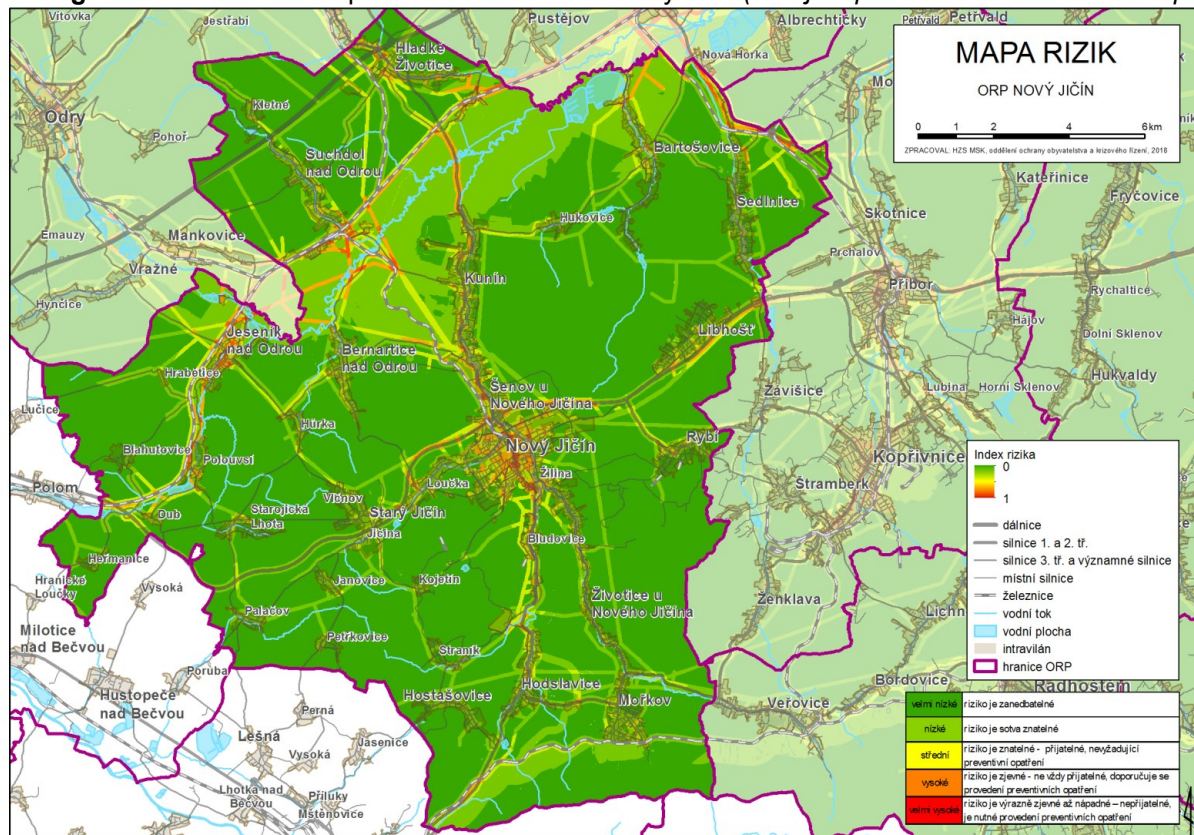 MAPA RIZIK
ORP NOVÝ JIČÍN
0 1 2 4 6 km
ZPRACOVAL: HZS MSK, oddělení ochrany obyvatelstva a krizového řízení, 2018
Vítovka
Jestřabí
Pustějov
Albrechtičky
Petřvald
Petřvald
Hladké
Životice
Nová Horka
Odry
Kletné
Pohoř
Suchdol
nad Odrou
Bartošovice
Sedlnice
Kateřinice
Fryčovice
Skotnice
Hukovice
Emauzy
Mankovice
Vražné
Prchalov
Kunín
Příbor
Hynčice
Rychaltice
Hájov
Libhošť
Jeseník
nad Odrou
Bernartice
nad Odrou
Dolní Sklenov
Hrabětice
Závišice
Lubina
Horní Sklenov
Hukvaldy
Šenov u
Nového Jičína
Lučice
Hůrka
Nový Jičín
Rybí
Kopřivnice
Blahutovice
Polouvsí
Žilina
Loučka
Štramberk
Polom
Vlčnov
Dub
Starojická
Lhota
Starý Jičín
Jičina
Bludovice
Heřmanice
Hranické
Loučky
Vysoká
Janovice
Kojetín
Životice u
Nového Jičína
Ženklava
Lichn
Palačov
Milotice
nad Bečvou
Petřkovice
Straník
Poruba
Hustopeče
nad Bečvou
Hostašovice
Hodslavice
Mořkov
Veřovice
Bordovice
Radhoštěm
Perná
Lešná
Vysoká
Jasenice
Lhotka nad
Bečvou
Příluky
Mštěnovice
Index rizika
0
1
dálnice
silnice 1. a 2. tř.
silnice 3. tř. a významné silnice
místní silnice
železnice
vodní tok
vodní plocha
intravilán
hranice ORP
velmi nízké riziko je zanedbatelné
nízké riziko je sotva znatelné
střední riziko je znatelné - přijatelné, nevyžadující
preventivní opatření
vysoké riziko je zjevné - ne vždy přijatelné, doporučuje se
provedení preventivních opatření
velmi vysoké riziko je výrazně zjevné až nápadné – nepřijatelné,
je nutné provedení preventivních opatření